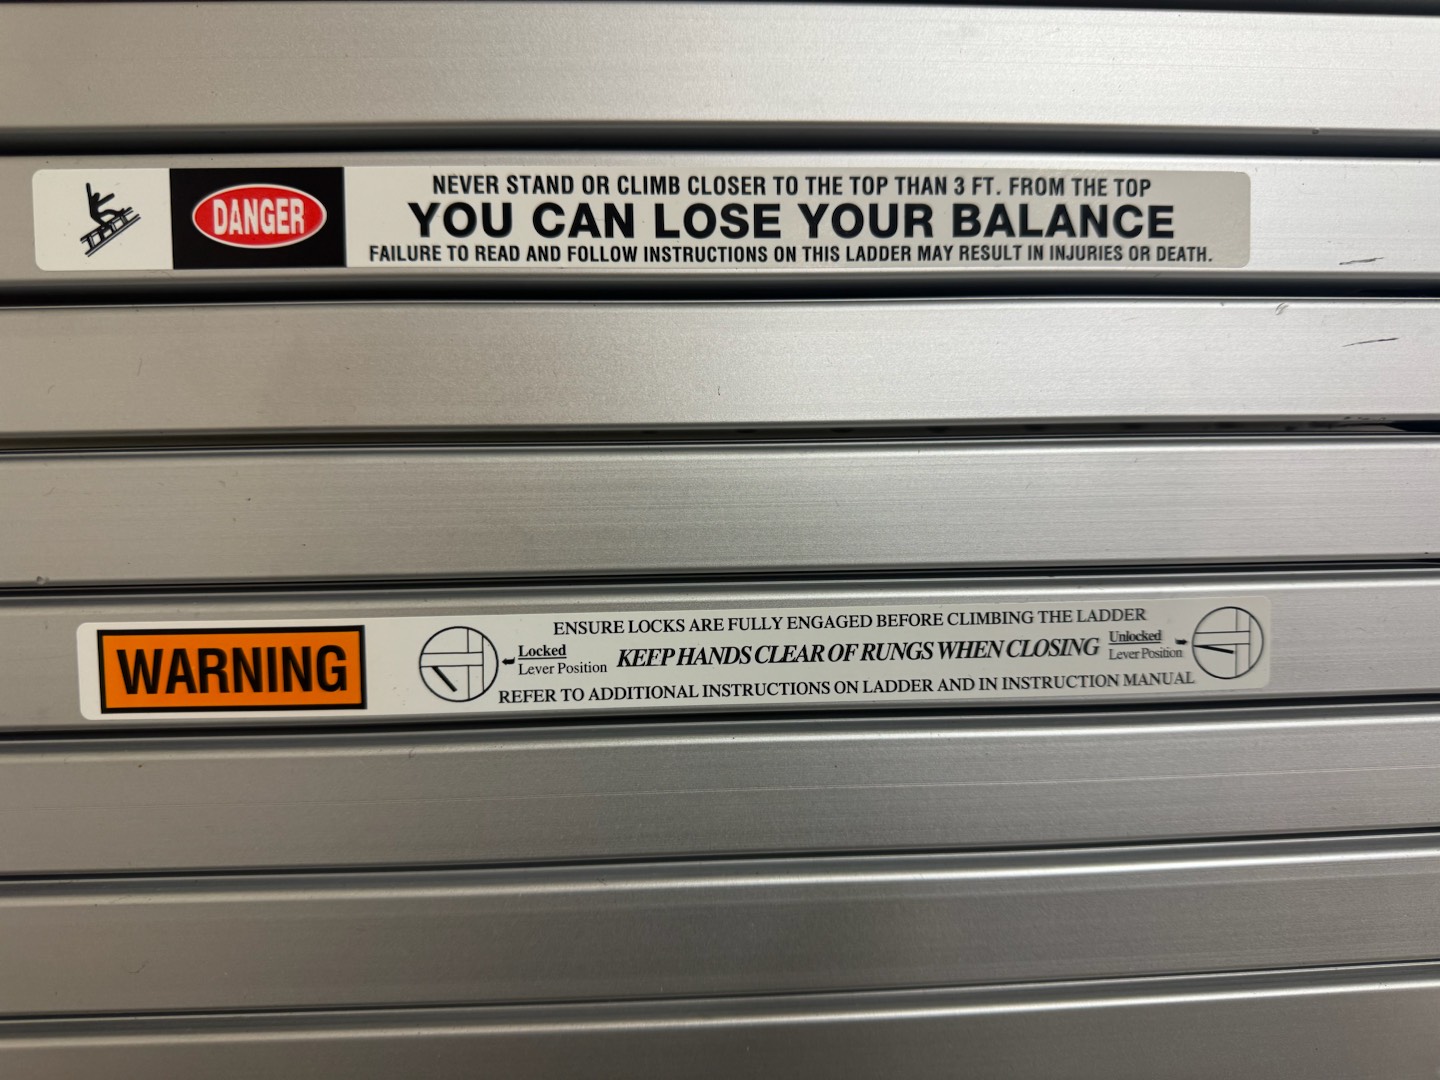 DANGER
NEVER STAND OR CLIMB CLOSER TO THE TOP THAN 3 FT. FROM THE TOP
YOU CAN LOSE YOUR BALANCE
FAILURE TO READ AND FOLLOW INSTRUCTIONS ON THIS LADDER MAY RESULT IN INJURIES OR DEATH.
WARNING
ENSURE LOCKS ARE FULLY ENGAGED BEFORE CLIMBING THE LADDER
Locked
Lever Position
KEEP HANDS CLEAR OF RUNGS WHEN CLOSING
Unlocked
Lever Position
REFER TO ADDITIONAL INSTRUCTIONS ON LADDER AND IN INSTRUCTION MANUAL